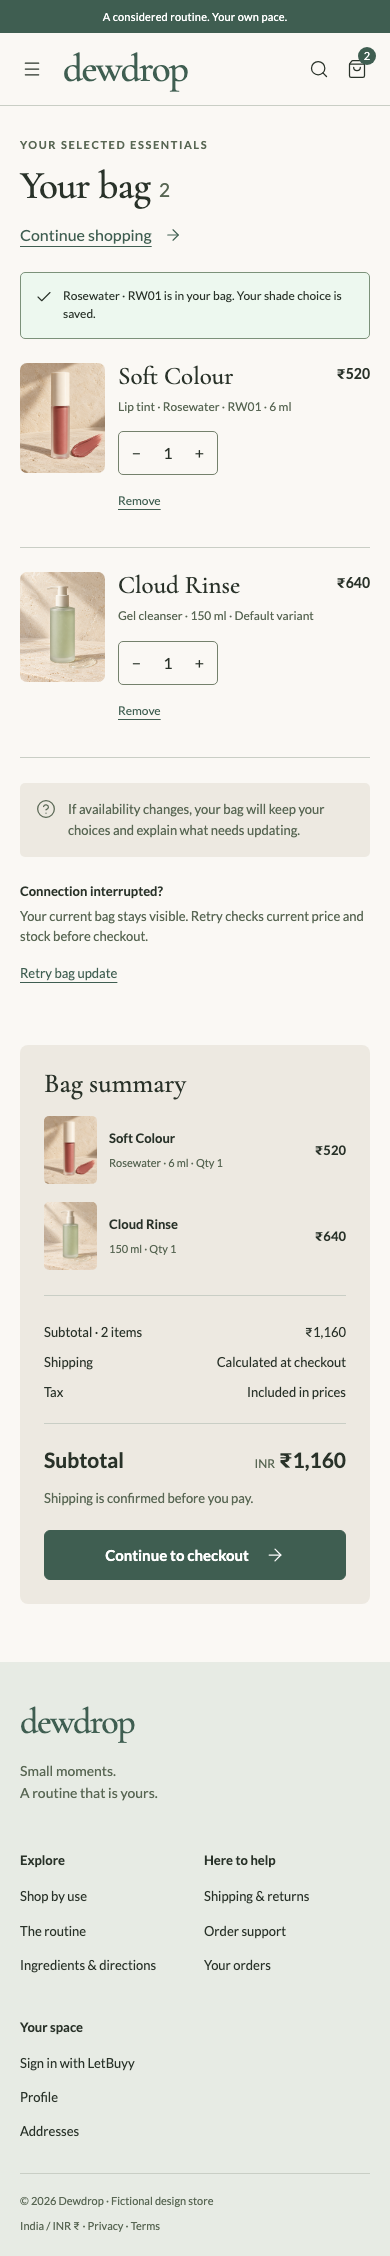 A considered routine. Your own pace.
dewdrop
2
YOUR SELECTED ESSENTIALS
Your bag 2
Continue shopping →
Rosewater · RW01 is in your bag. Your shade choice is
saved.
Soft Colour ₹520
Lip tint · Rosewater · RW01 · 6 ml
− 1 +
Remove
Cloud Rinse ₹640
Gel cleanser · 150 ml · Default variant
− 1 +
Remove
If availability changes, your bag will keep your
choices and explain what needs updating.
Connection interrupted?
Your current bag stays visible. Retry checks current price and
stock before checkout.
Retry bag update
Bag summary
Soft Colour
Rosewater · 6 ml · Qty 1
₹520
Cloud Rinse
150 ml · Qty 1
₹640
Subtotal · 2 items ₹1,160
Shipping Calculated at checkout
Tax Included in prices
Subtotal INR ₹1,160
Shipping is confirmed before you pay.
Continue to checkout →
dewdrop
Small moments.
A routine that is yours.
Explore
Shop by use
The routine
Ingredients & directions
Here to help
Shipping & returns
Order support
Your orders
Your space
Sign in with LetBuyy
Profile
Addresses
© 2026 Dewdrop · Fictional design store
India / INR ₹ · Privacy · Terms